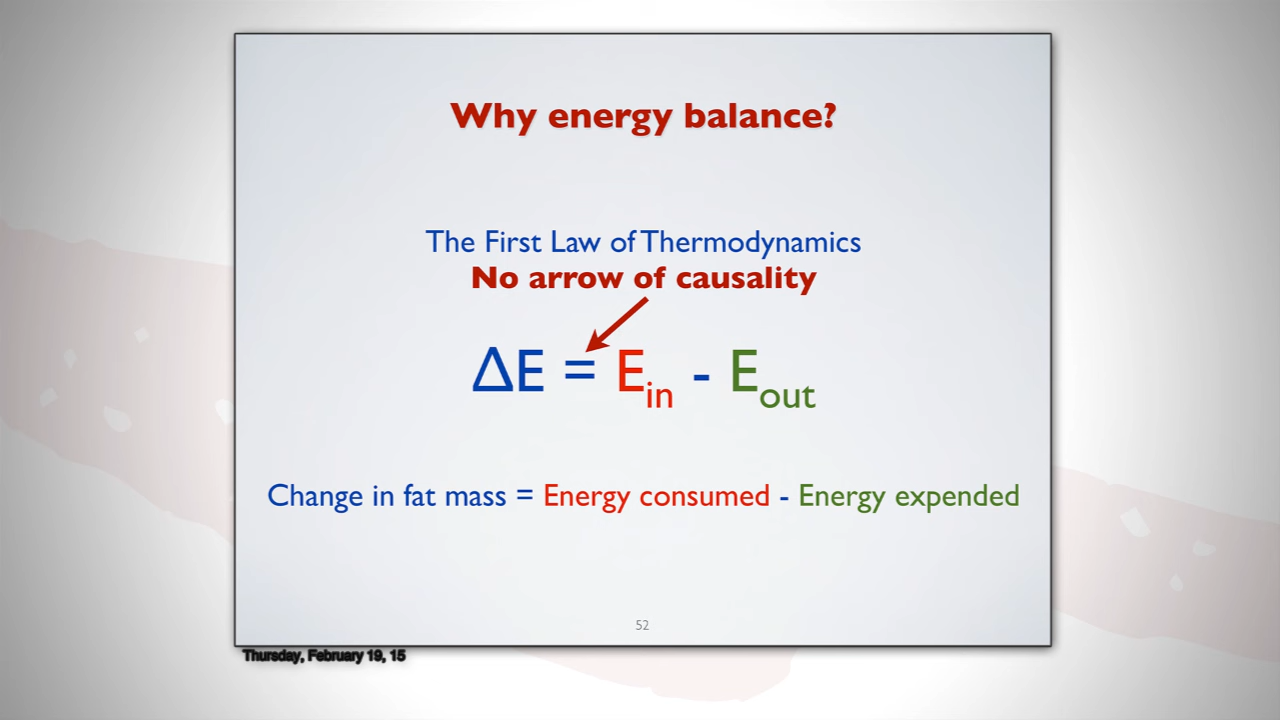 Why energy balance?
The First Law of Thermodynamics
No arrow of causality
ΔE = Ein - Eout
Change in fat mass = Energy consumed - Energy expended
52
Thursday, February 19, 15